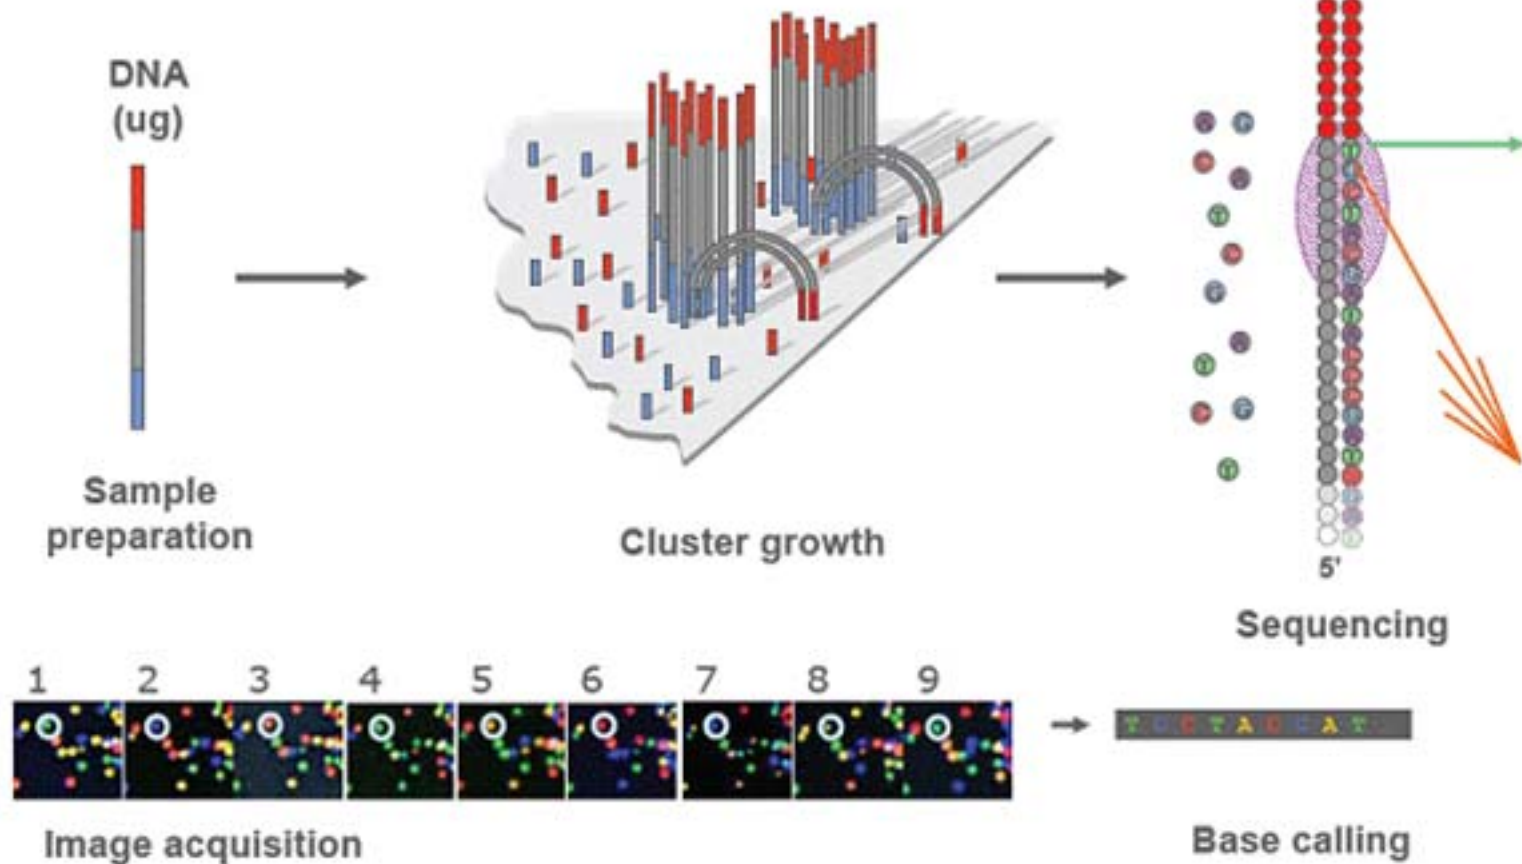 DNA
(ug)
Sample
preparation
Cluster growth
5'
Sequencing
1 2 3 4 5 6 7 8 9
Image acquisition
Base calling